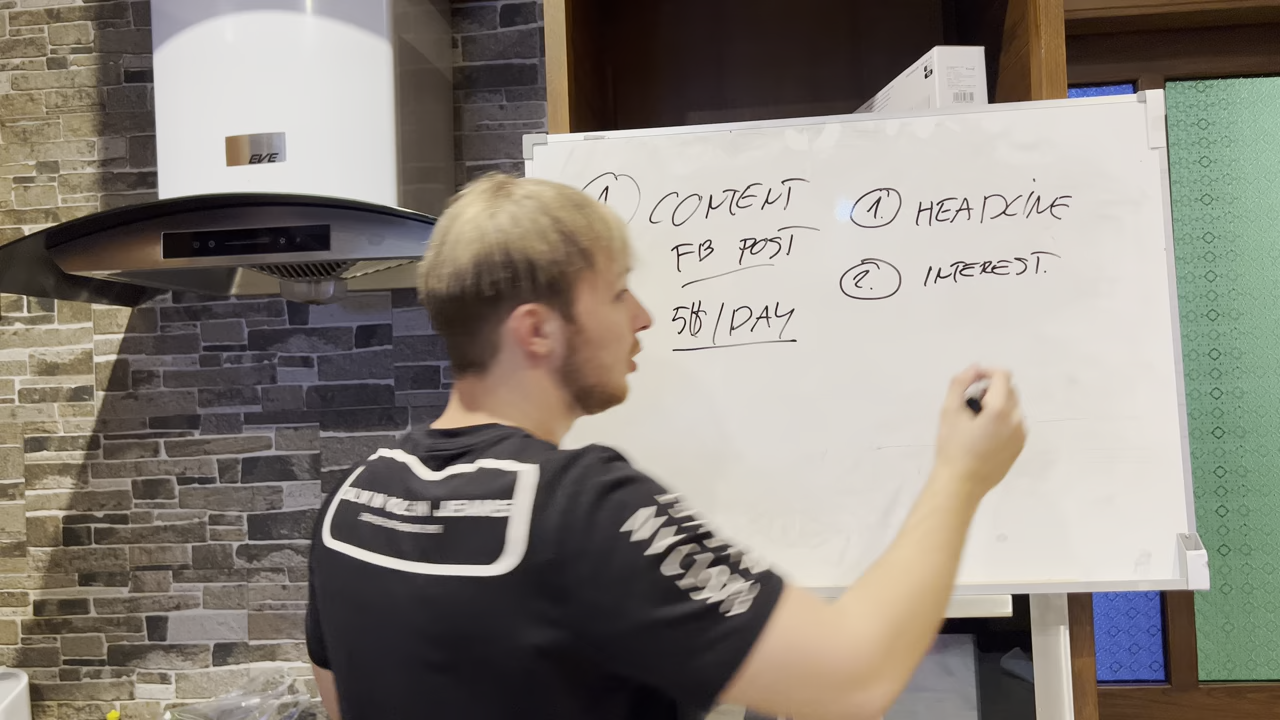 EVE
1.
CONTENT
FB POST
5$/DAY
1. HEADLINE
2. INTEREST.